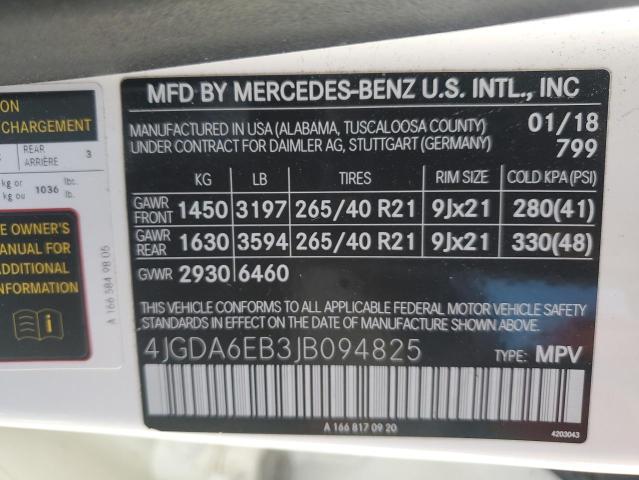 ON
CHARGEMENT
REAR
ARRIÈRE 3
kg or 1036 lbs.
kg ou lb.
E OWNER'S
MANUAL FOR
ADDITIONAL
INFORMATION
A 166 584 98 05
MFD BY MERCEDES-BENZ U.S. INTL., INC
MANUFACTURED IN USA (ALABAMA, TUSCALOOSA COUNTY) 01/18
UNDER CONTRACT FOR DAIMLER AG, STUTTGART (GERMANY) 799
KG LB TIRES RIM SIZE COLD KPA (PSI)
GAWR FRONT 1450 3197 265/40 R21 9Jx21 280(41)
GAWR REAR 1630 3594 265/40 R21 9Jx21 330(48)
GVWR 2930 6460
THIS VEHICLE CONFORMS TO ALL APPLICABLE FEDERAL MOTOR VEHICLE SAFETY
STANDARDS IN EFFECT ON THE DATE OF MANUFACTURE SHOWN ABOVE.
4JGDA6EB3JB094825 TYPE: MPV
A 166 817 09 20
4203043